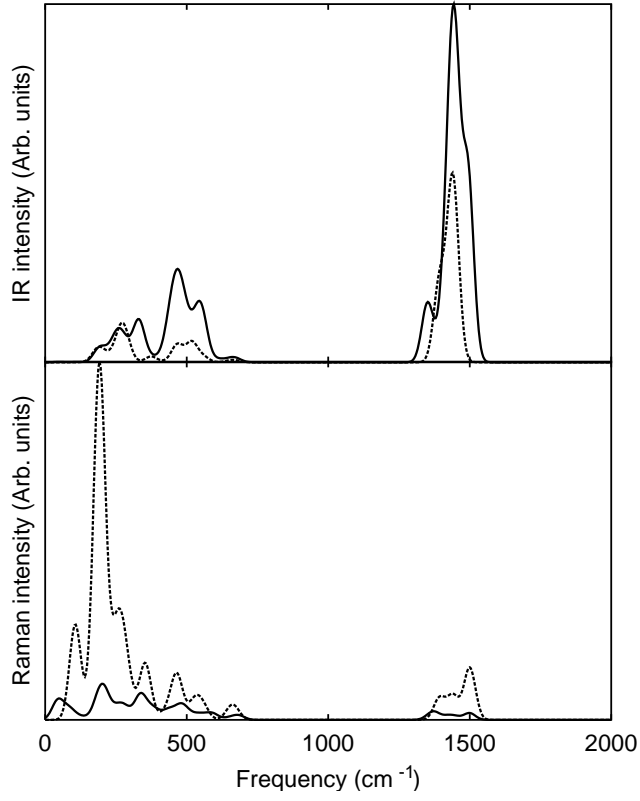 IR intensity (Arb. units)
Raman intensity (Arb. units)
0 500 1000 1500 2000
Frequency (cm -1)